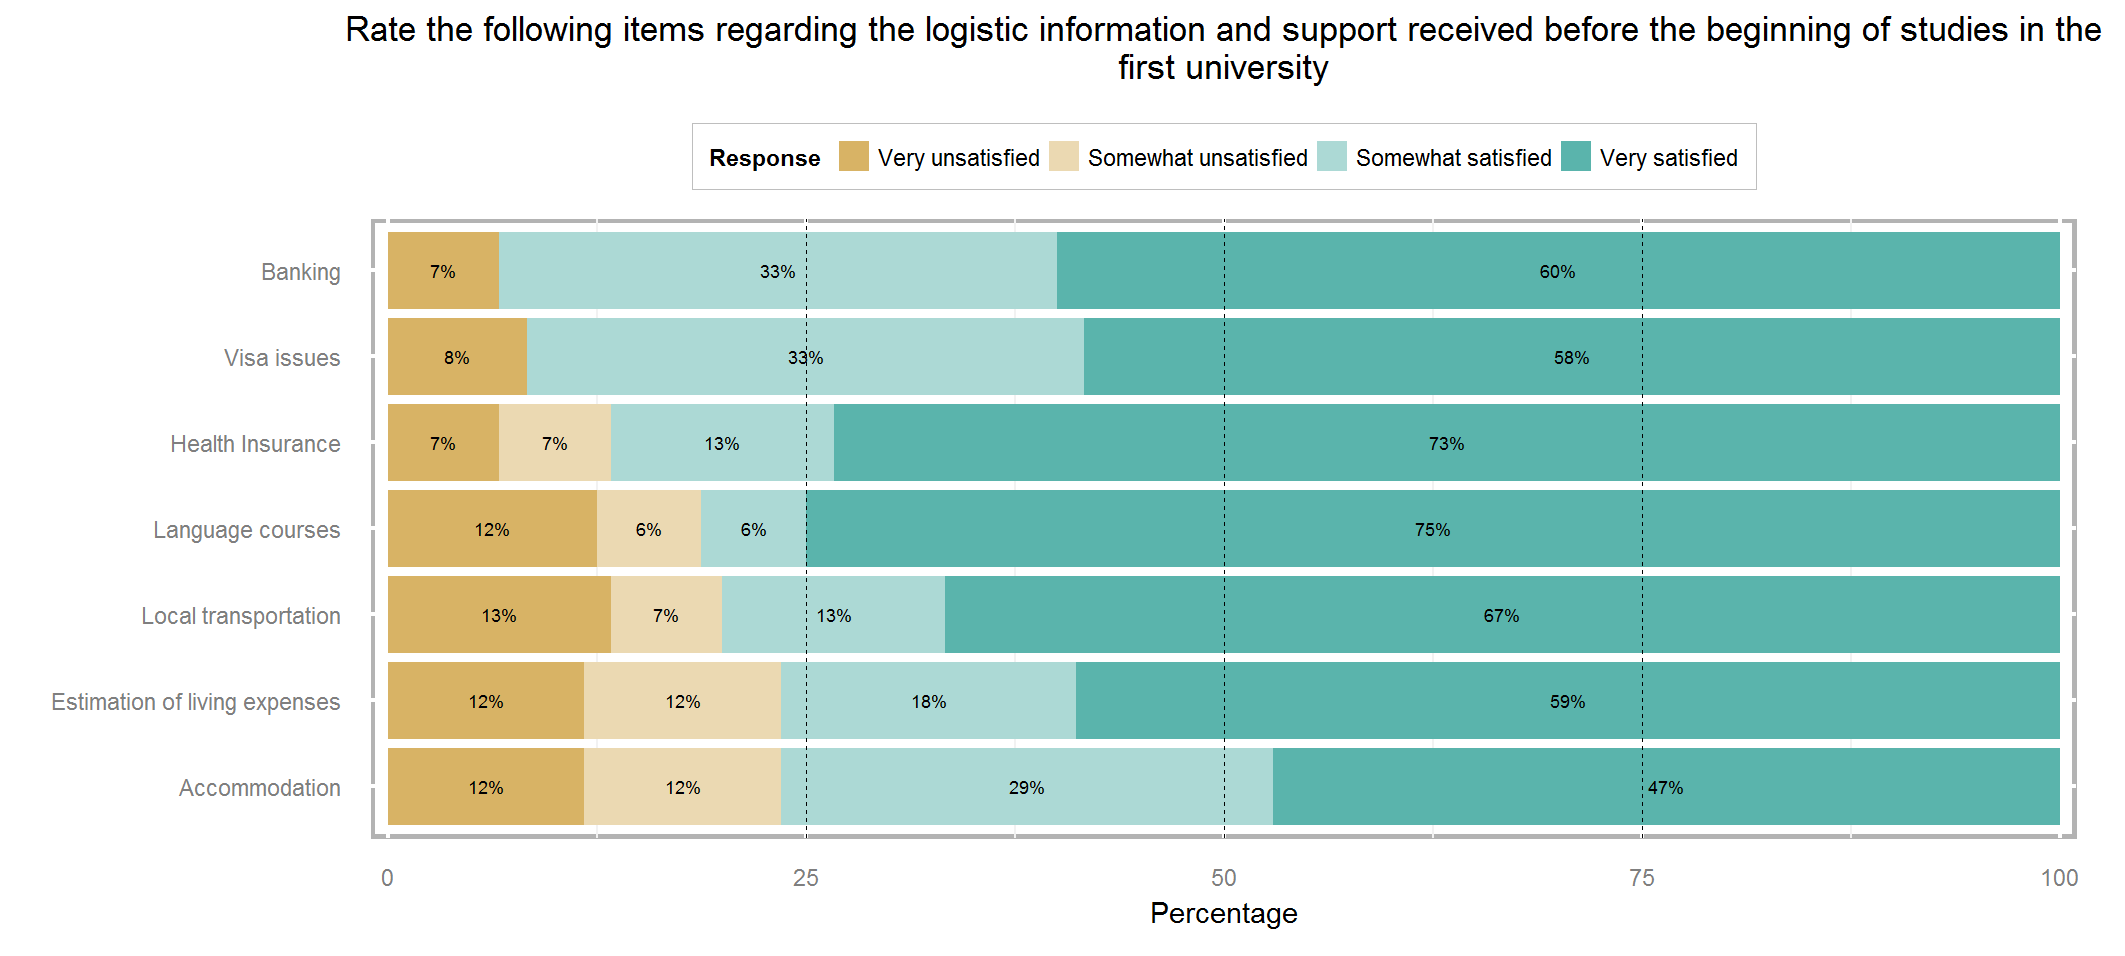 Rate the following items regarding the logistic information and support received before the beginning of studies in the
first university
Response Very unsatisfied Somewhat unsatisfied Somewhat satisfied Very satisfied
Banking 7% 33% 60%
Visa issues 8% 33% 58%
Health Insurance 7% 7% 13% 73%
Language courses 12% 6% 6% 75%
Local transportation 13% 7% 13% 67%
Estimation of living expenses 12% 12% 18% 59%
Accommodation 12% 12% 29% 47%
0 25 50 75 100
Percentage